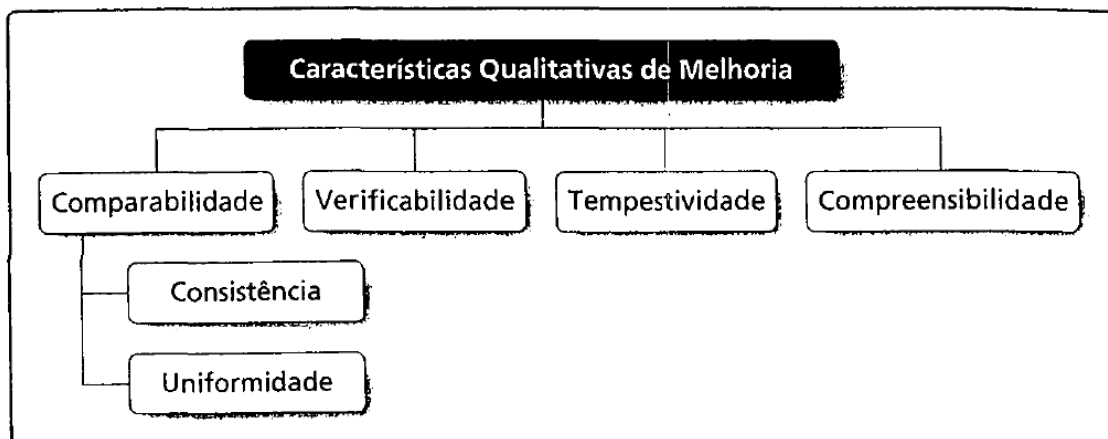 Características Qualitativas de Melhoria
Comparabilidade
Verificabilidade
Tempestividade
Compreensibilidade
Consistência
Uniformidade